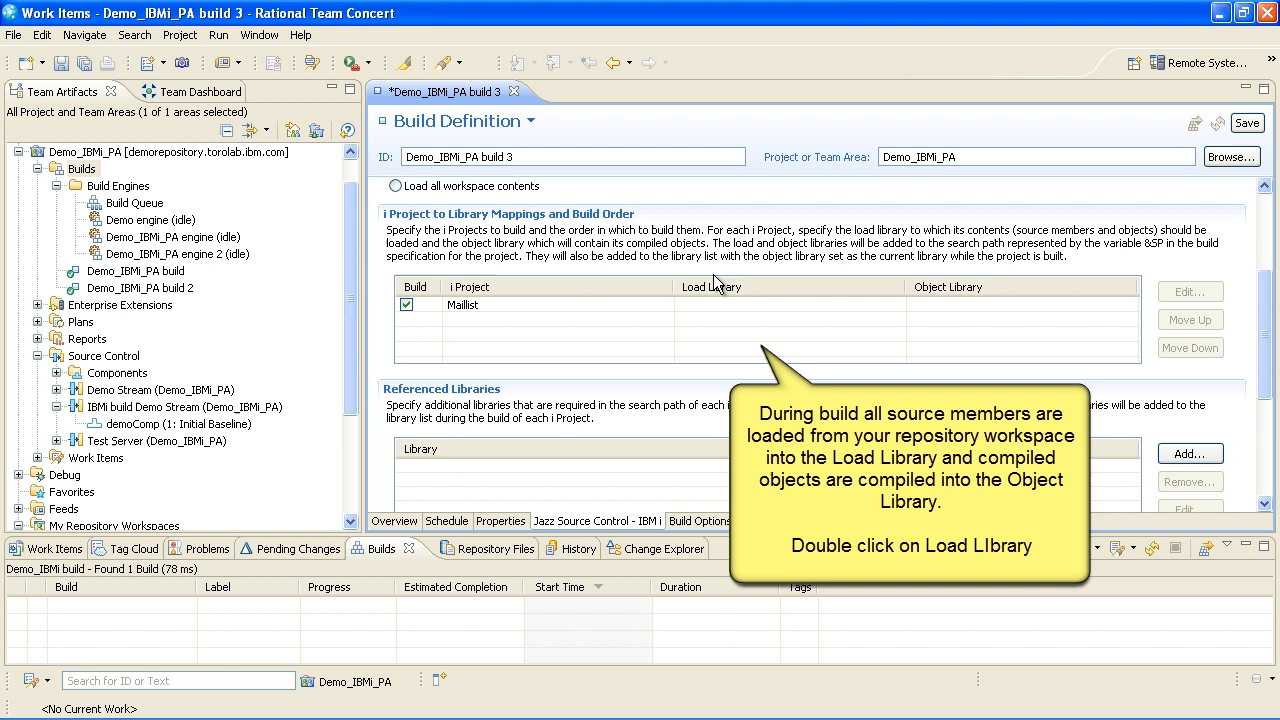 Work Items - Demo_IBMi_PA build 3 - Rational Team Concert
File Edit Navigate Search Project Run Window Help
Remote Syste... »
Team Artifacts Team Dashboard
*Demo_IBMi_PA build 3
All Project and Team Areas (1 of 1 areas selected)
Build Definition
Save
ID: Demo_IBMi_PA build 3 Project or Team Area: Demo_IBMi_PA Browse...
Demo_IBMi_PA [demorepository.torolab.ibm.com]
Builds
Build Engines
Build Queue
Demo engine (idle)
Demo_IBMi_PA engine (idle)
Demo_IBMi_PA engine 2 (idle)
Demo_IBMi_PA build
Demo_IBMi_PA build 2
Enterprise Extensions
Plans
Reports
Source Control
Components
Demo Stream (Demo_IBMi_PA)
IBMi build Demo Stream (Demo_IBMi_PA)
demoComp (1: Initial Baseline)
Test Server (Demo_IBMi_PA)
Work Items
Debug
Favorites
Feeds
My Repository Workspaces
Load all workspace contents
i Project to Library Mappings and Build Order
Specify the i Projects to build and the order in which to build them. For each i Project, specify the load library to which its contents (source members and objects) should be
loaded and the object library which will contain its compiled objects. The load and object libraries will be added to the search path represented by the variable &SP in the build
specification for the project. They will also be added to the library list with the object library set as the current library while the project is built.
Build i Project Load Library Object Library
Maillist
Edit...
Move Up
Move Down
Referenced Libraries
Specify additional libraries that are required in the search path of each i
aries will be added to the
library list during the build of each i Project.
Library
Add...
Remove...
Edit...
During build all source members are
loaded from your repository workspace
into the Load Library and compiled
objects are compiled into the Object
Library.
Double click on Load LIbrary
Overview Schedule Properties Jazz Source Control - IBM i Build Options
Work Items Tag Cloud Problems Pending Changes Builds Repository Files History Change Explorer
Demo_IBMi build - Found 1 Build (78 ms)
Build Label Progress Estimated Completion Start Time Duration Tags
Search for ID or Text Demo_IBMi_PA
<No Current Work>